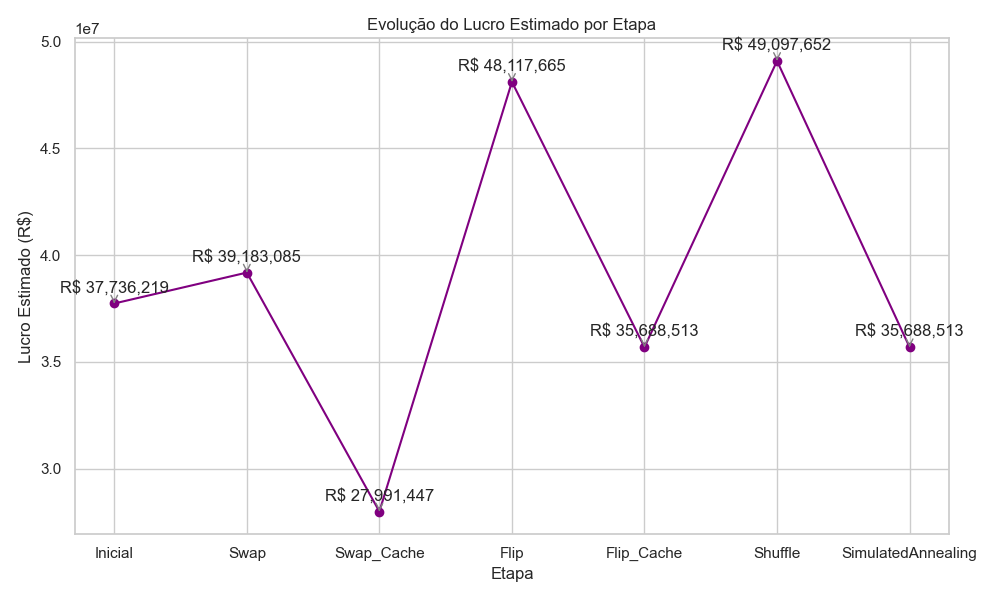 Evolução do Lucro Estimado por Etapa
1e7
5.0
4.5
4.0
3.5
3.0
Lucro Estimado (R$)
R$ 37,736,219
R$ 39,183,085
R$ 27,991,447
R$ 48,117,665
R$ 35,688,513
R$ 49,097,652
R$ 35,688,513
Inicial
Swap
Swap_Cache
Flip
Flip_Cache
Shuffle
SimulatedAnnealing
Etapa